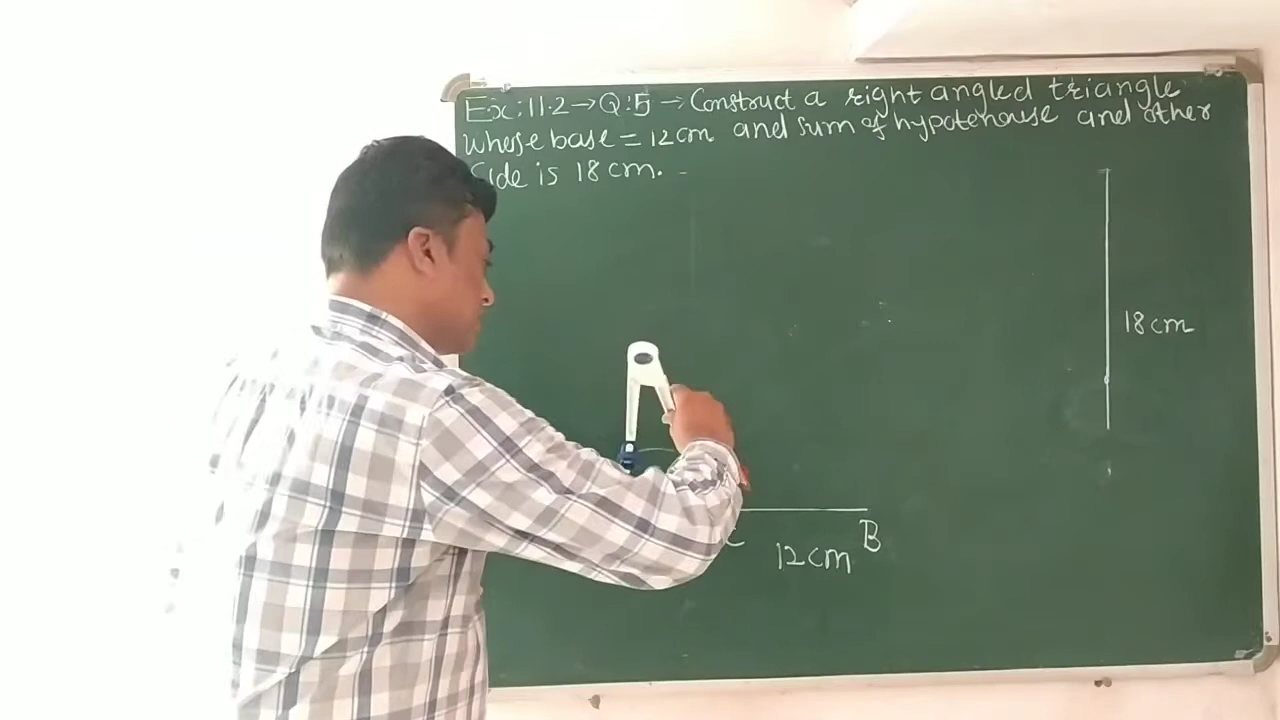 Ex:11.2→Q:5→Construct a right angled triangle
whose base = 12cm and sum of hypotenouse and other
Side is 18 cm.
18cm
C
B
12cm